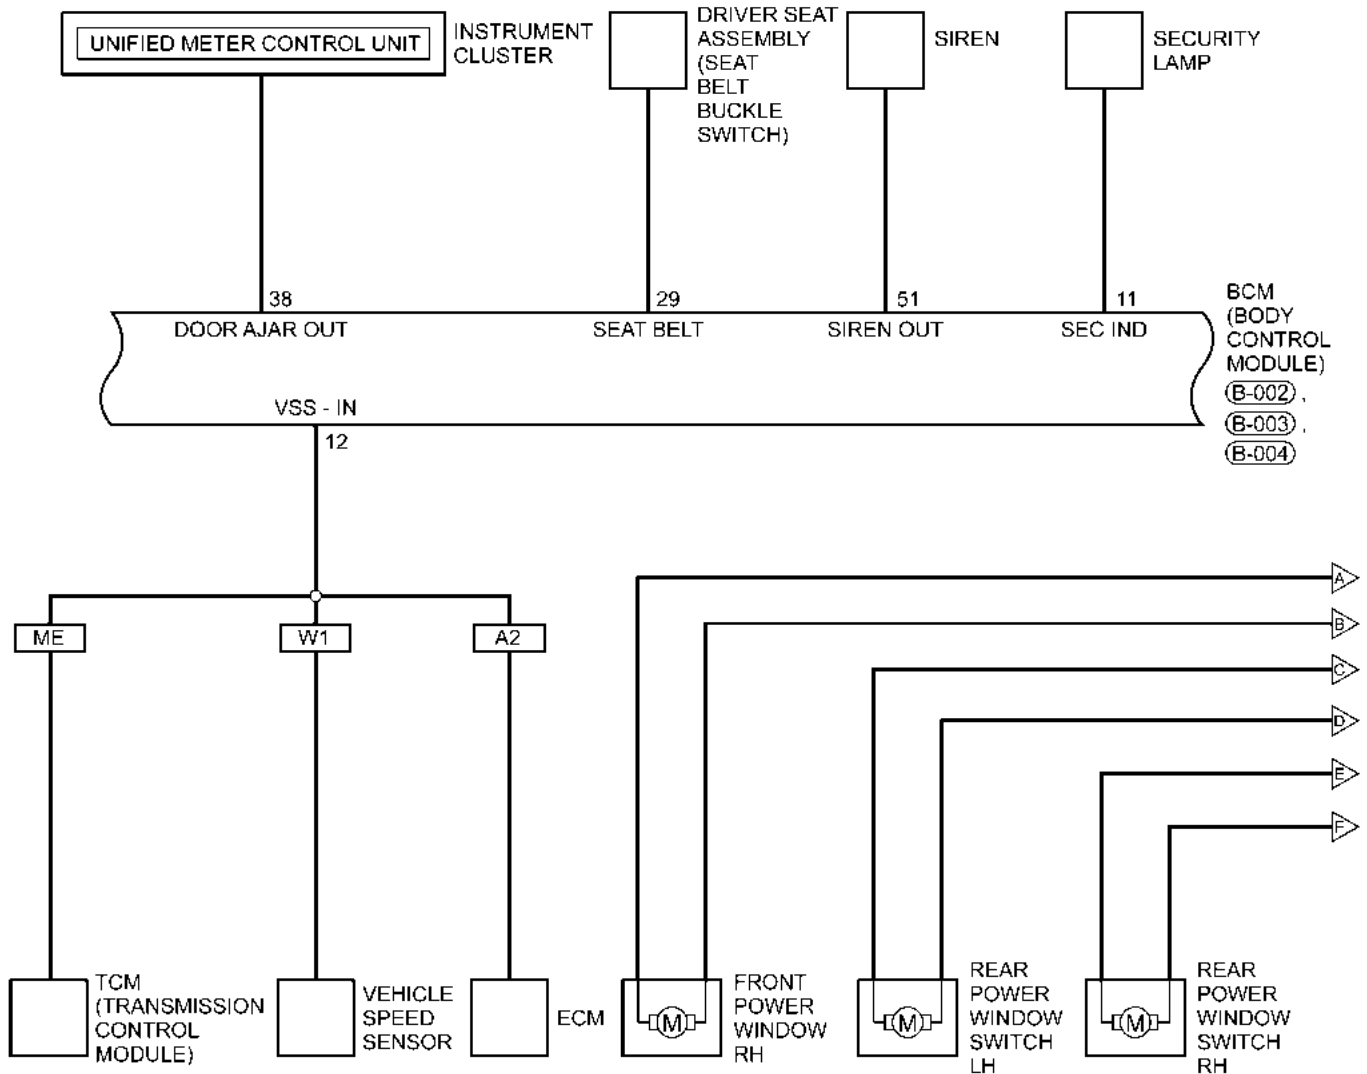 UNIFIED METER CONTROL UNIT
INSTRUMENT
CLUSTER
DRIVER SEAT
ASSEMBLY
(SEAT
BELT
BUCKLE
SWITCH)
SIREN
SECURITY
LAMP
38
29
51
11
DOOR AJAR OUT
SEAT BELT
SIREN OUT
SEC IND
BCM
(BODY
CONTROL
MODULE)
B-002 ,
B-003 ,
B-004
VSS - IN
12
A
B
C
D
E
F
ME
W1
A2
TCM
(TRANSMISSION
CONTROL
MODULE)
VEHICLE
SPEED
SENSOR
ECM
M
FRONT
POWER
WINDOW
RH
M
REAR
POWER
WINDOW
SWITCH
LH
M
REAR
POWER
WINDOW
SWITCH
RH